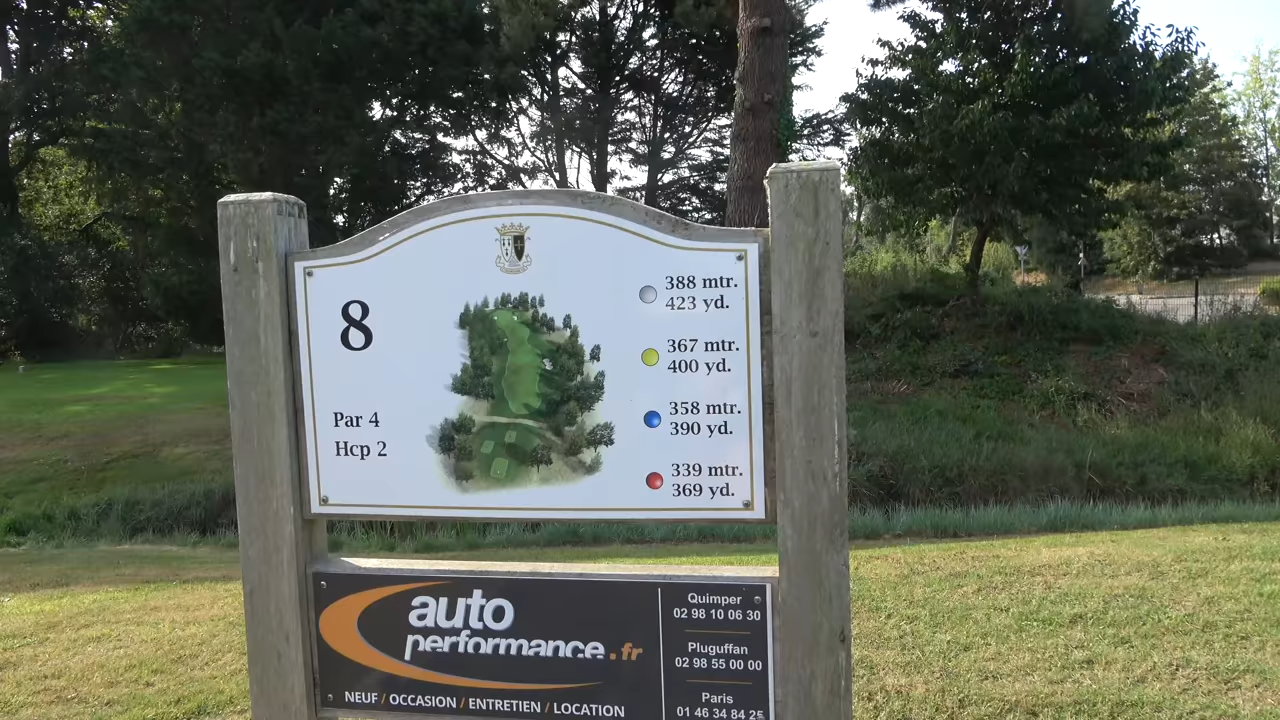 8
Par 4
Hcp 2
388 mtr.
423 yd.
367 mtr.
400 yd.
358 mtr.
390 yd.
339 mtr.
369 yd.
auto
performance.fr
NEUF / OCCASION / ENTRETIEN / LOCATION
Quimper
02 98 10 06 30
Pluguffan
02 98 55 00 00
Paris
01 46 34 84 25